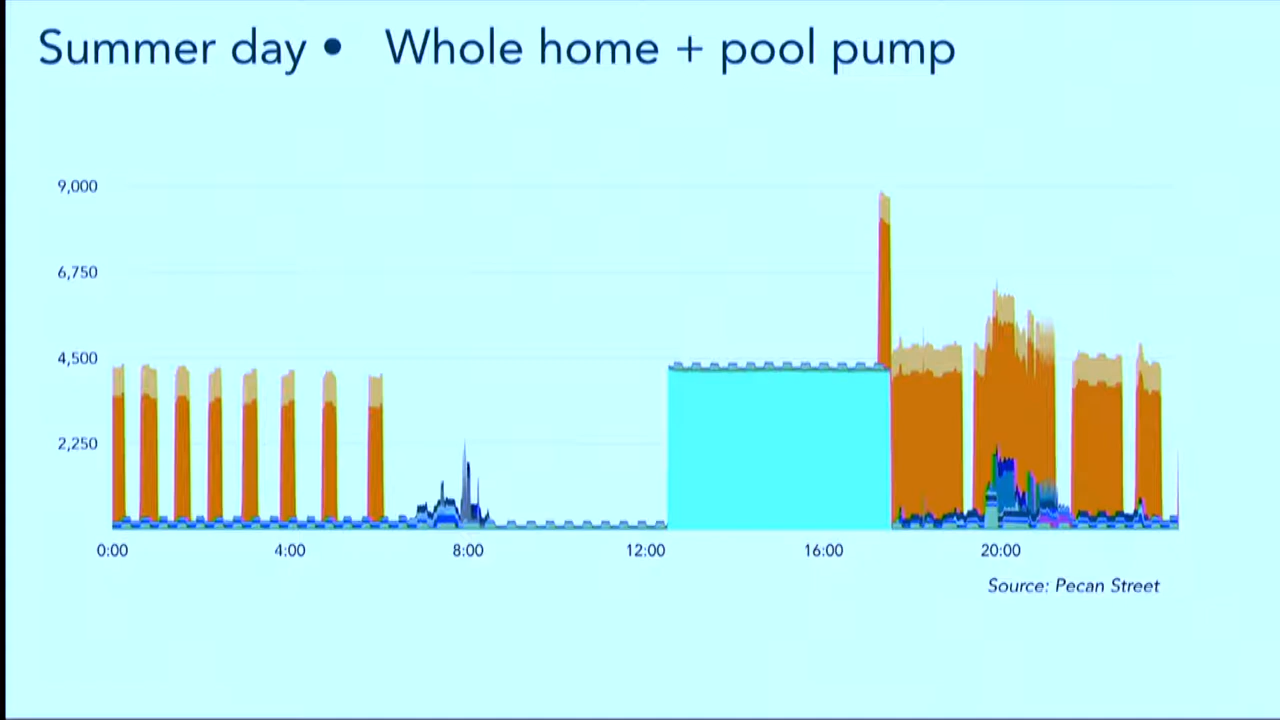 Summer day • Whole home + pool pump
9,000
6,750
4,500
2,250
0:00 4:00 8:00 12:00 16:00 20:00
Source: Pecan Street